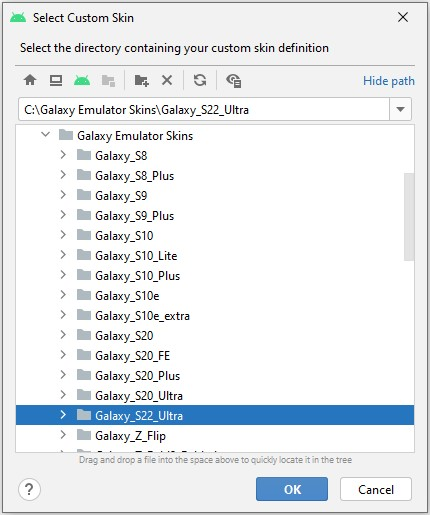 Select Custom Skin
Select the directory containing your custom skin definition
Hide path
C:\Galaxy Emulator Skins\Galaxy_S22_Ultra
Galaxy Emulator Skins
Galaxy_S8
Galaxy_S8_Plus
Galaxy_S9
Galaxy_S9_Plus
Galaxy_S10
Galaxy_S10_Lite
Galaxy_S10_Plus
Galaxy_S10e
Galaxy_S10e_extra
Galaxy_S20
Galaxy_S20_FE
Galaxy_S20_Plus
Galaxy_S20_Ultra
Galaxy_S22_Ultra
Galaxy_Z_Flip
Drag and drop a file into the space above to quickly locate it in the tree
?
OK
Cancel